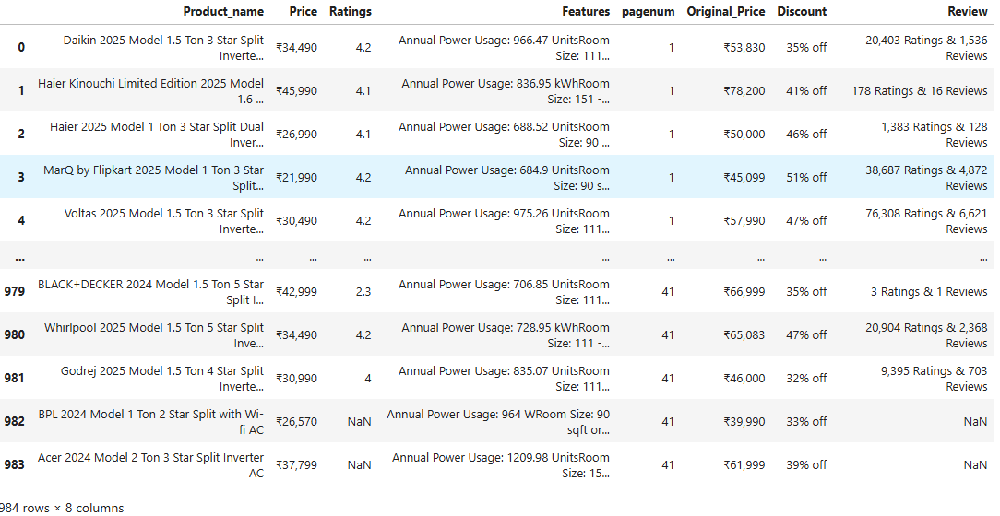 Product_name Price Ratings Features pagenum Original_Price Discount Review
0 Daikin 2025 Model 1.5 Ton 3 Star Split Inverte... ₹34,490 4.2 Annual Power Usage: 966.47 UnitsRoom Size: 111... 1 ₹53,830 35% off 20,403 Ratings & 1,536 Reviews
1 Haier Kinouchi Limited Edition 2025 Model 1.6 ... ₹45,990 4.1 Annual Power Usage: 836.95 kWhRoom Size: 151 -... 1 ₹78,200 41% off 178 Ratings & 16 Reviews
2 Haier 2025 Model 1 Ton 3 Star Split Dual Inver... ₹26,990 4.1 Annual Power Usage: 688.52 UnitsRoom Size: 90 ... 1 ₹50,000 46% off 1,383 Ratings & 128 Reviews
3 MarQ by Flipkart 2025 Model 1 Ton 3 Star Split... ₹21,990 4.2 Annual Power Usage: 684.9 UnitsRoom Size: 90 s... 1 ₹45,099 51% off 38,687 Ratings & 4,872 Reviews
4 Voltas 2025 Model 1.5 Ton 3 Star Split Inverte... ₹30,490 4.2 Annual Power Usage: 975.26 UnitsRoom Size: 111... 1 ₹57,990 47% off 76,308 Ratings & 6,621 Reviews
... ... ... ... ... ... ... ... ...
979 BLACK+DECKER 2024 Model 1.5 Ton 5 Star Split I... ₹42,999 2.3 Annual Power Usage: 706.85 UnitsRoom Size: 111... 41 ₹66,999 35% off 3 Ratings & 1 Reviews
980 Whirlpool 2025 Model 1.5 Ton 5 Star Split Inve... ₹34,490 4.2 Annual Power Usage: 728.95 kWhRoom Size: 111 -... 41 ₹65,083 47% off 20,904 Ratings & 2,368 Reviews
981 Godrej 2025 Model 1.5 Ton 4 Star Split Inverte... ₹30,990 4 Annual Power Usage: 835.07 UnitsRoom Size: 111... 41 ₹46,000 32% off 9,395 Ratings & 703 Reviews
982 BPL 2024 Model 1 Ton 2 Star Split with Wi-fi AC ₹26,570 NaN Annual Power Usage: 964 WRoom Size: 90 sqft or... 41 ₹39,990 33% off NaN
983 Acer 2024 Model 2 Ton 3 Star Split Inverter AC ₹37,799 NaN Annual Power Usage: 1209.98 UnitsRoom Size: 15... 41 ₹61,999 39% off NaN
984 rows × 8 columns